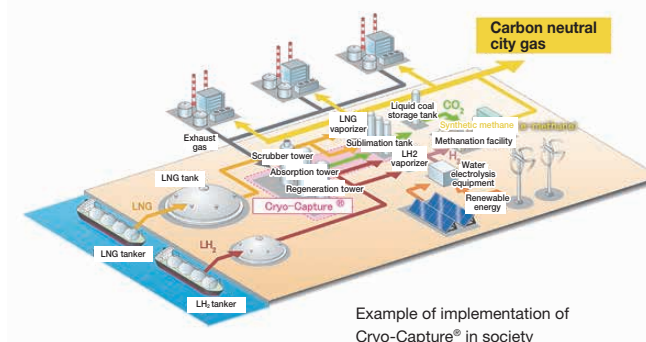 Carbon neutral
city gas
Liquid coal
storage tank
CO2
LNG
vaporizer
Synthetic methane
(e-methanol)
Exhaust
gas
Sublimation tank
Methanation facility
Scrubber tower
LH2
vaporizer
H2
Absorption tower
Water
electrolysis
equipment
LNG tank
Regeneration tower
Renewable
energy
Cryo-Capture ®
LNG
LNG tanker
LH2
LH2 tanker
Example of implementation of
Cryo-Capture® in society